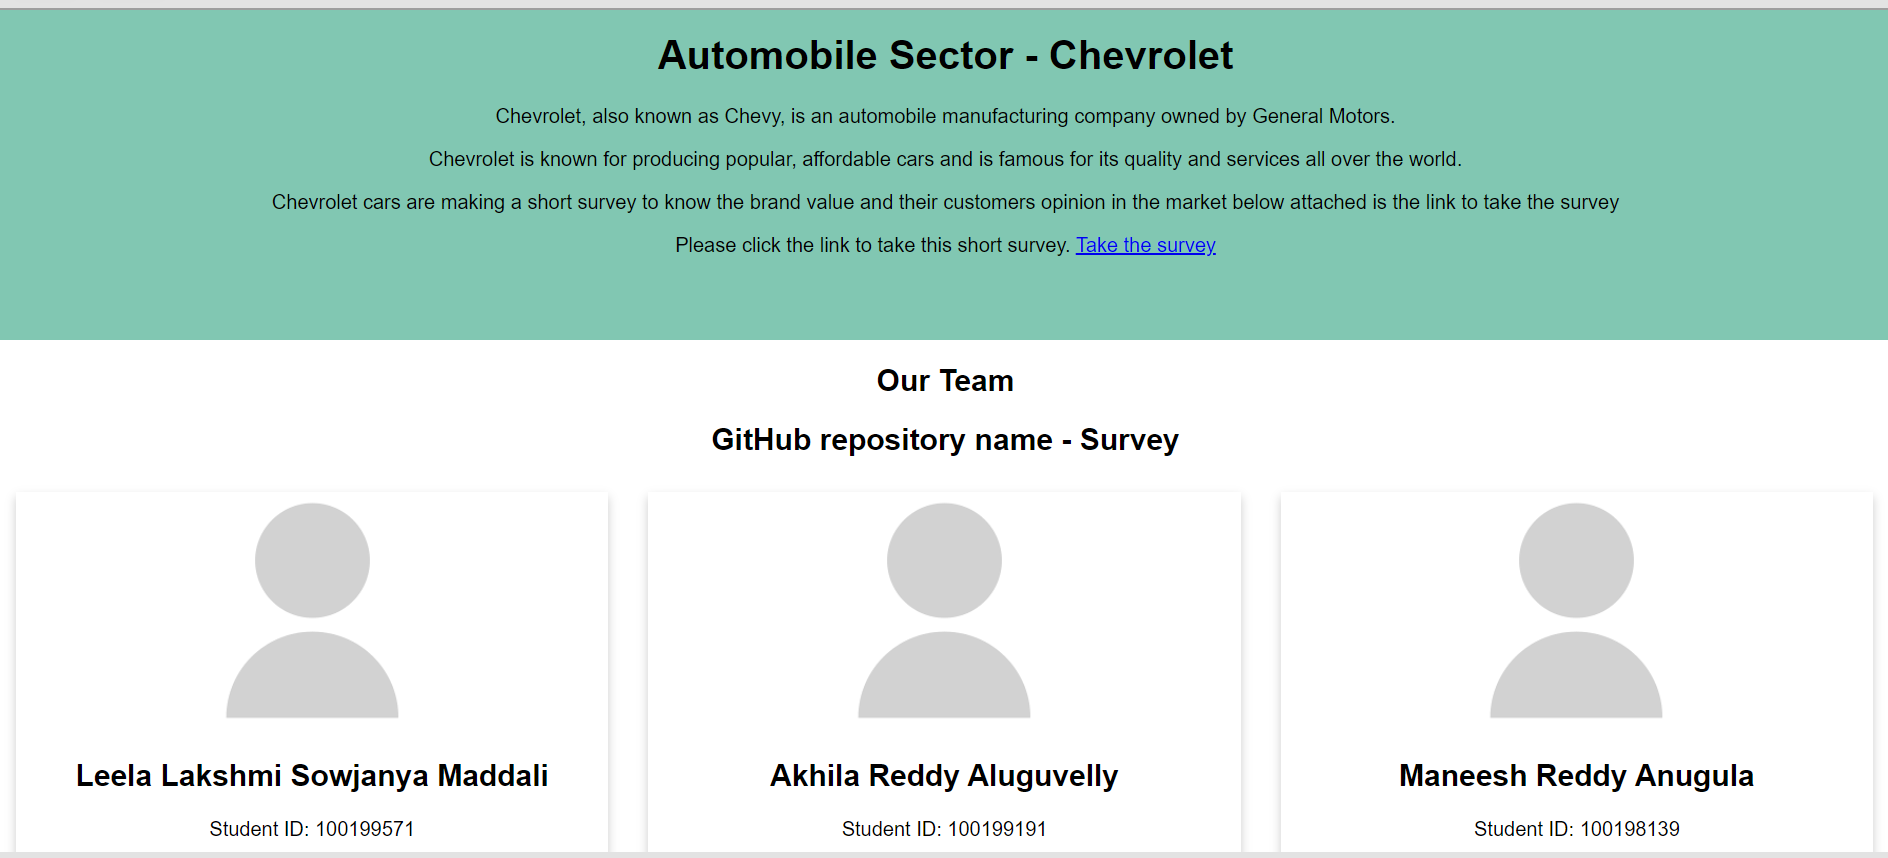 Automobile Sector - Chevrolet
Chevrolet, also known as Chevy, is an automobile manufacturing company owned by General Motors.
Chevrolet is known for producing popular, affordable cars and is famous for its quality and services all over the world.
Chevrolet cars are making a short survey to know the brand value and their customers opinion in the market below attached is the link to take the survey
Please click the link to take this short survey. Take the survey
Our Team
GitHub repository name - Survey
Leela Lakshmi Sowjanya Maddali
Student ID: 100199571
Akhila Reddy Aluguvelly
Student ID: 100199191
Maneesh Reddy Anugula
Student ID: 100198139